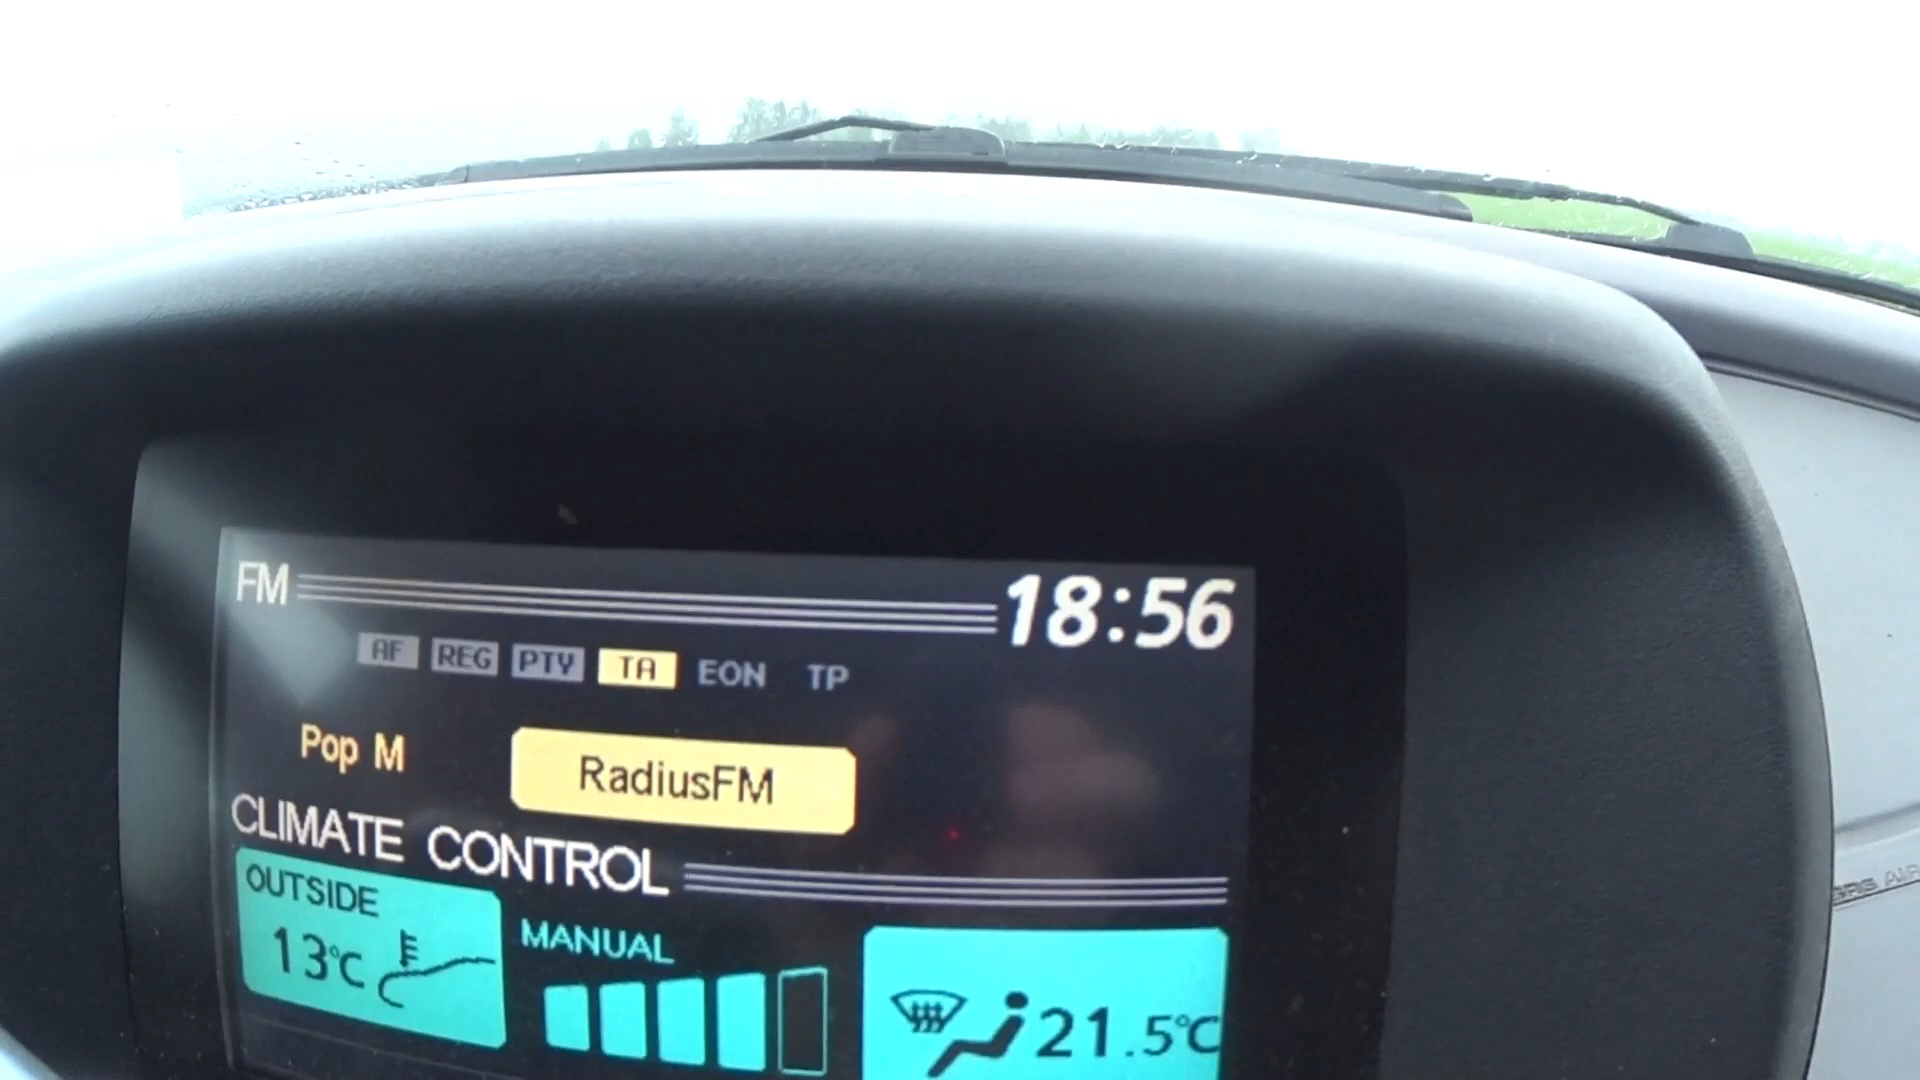 FM 18:56
AF REG PTY TA EON TP
Pop M RadiusFM
CLIMATE CONTROL
OUTSIDE
13°C
MANUAL
21.5°C